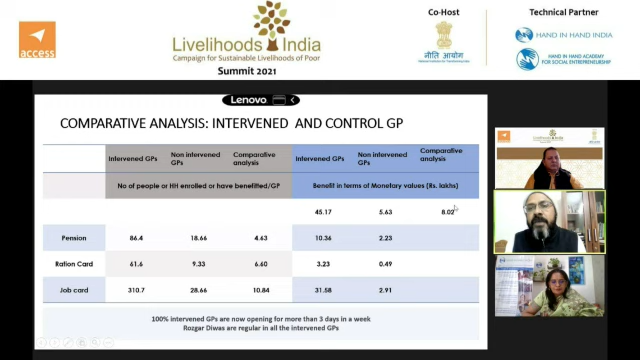 access
Livelihoods India
Campaign for Sustainable Livelihoods of Poor
Summit 2021
Co-Host
नीति आयोग
Technical Partner
HAND IN HAND INDIA
HAND IN HAND ACADEMY
FOR SOCIAL ENTREPRENEURSHIP
Lenovo
COMPARATIVE ANALYSIS: INTERVENED AND CONTROL GP
Intervened GPs Non intervened GPs Comparative analysis Intervened GPs Non intervened GPs Comparative analysis
No of people or HH enrolled or have benefitted/GP Benefit in terms of Monetary values (Rs. lakhs)
45.17 5.63 8.02
Pension 86.4 18.66 4.63 10.36 2.23
Ration Card 61.6 9.33 6.60 3.23 0.49
Job card 310.7 28.66 10.84 31.58 2.91
100% intervened GPs are now opening for more than 3 days in a week
Rozgar Diwas are regular in all the intervened GPs